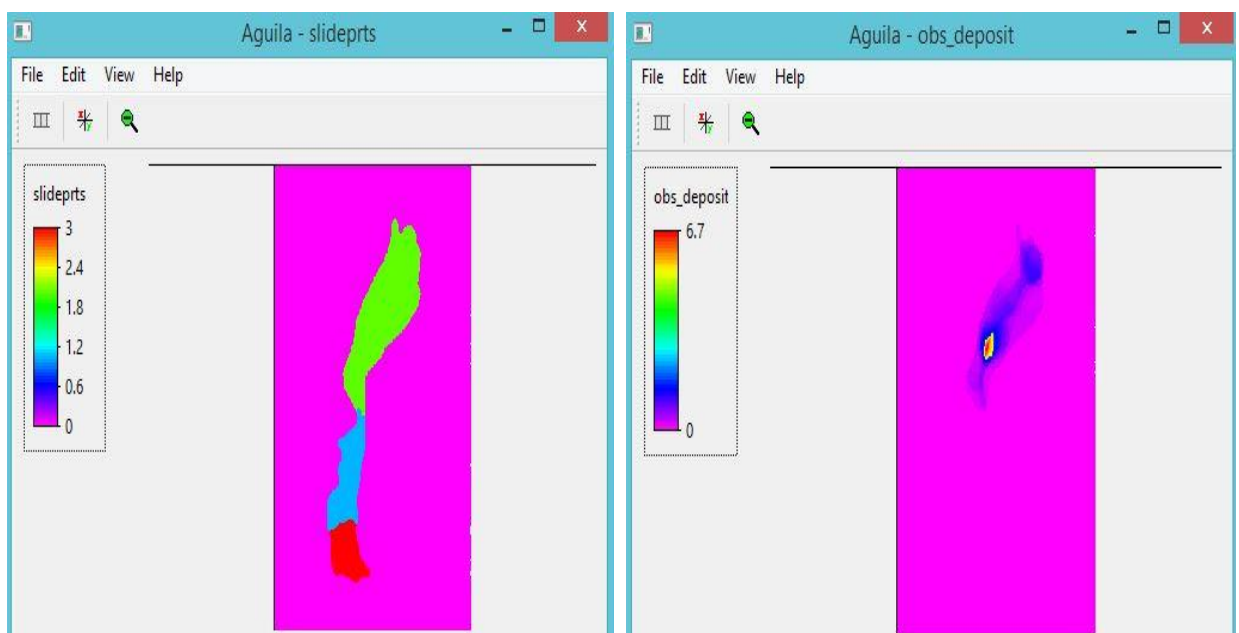 Aguila - slideprts
File Edit View Help
slideprts
3
2.4
1.8
1.2
0.6
0
Aguila - obs_deposit
File Edit View Help
obs_deposit
6.7
0